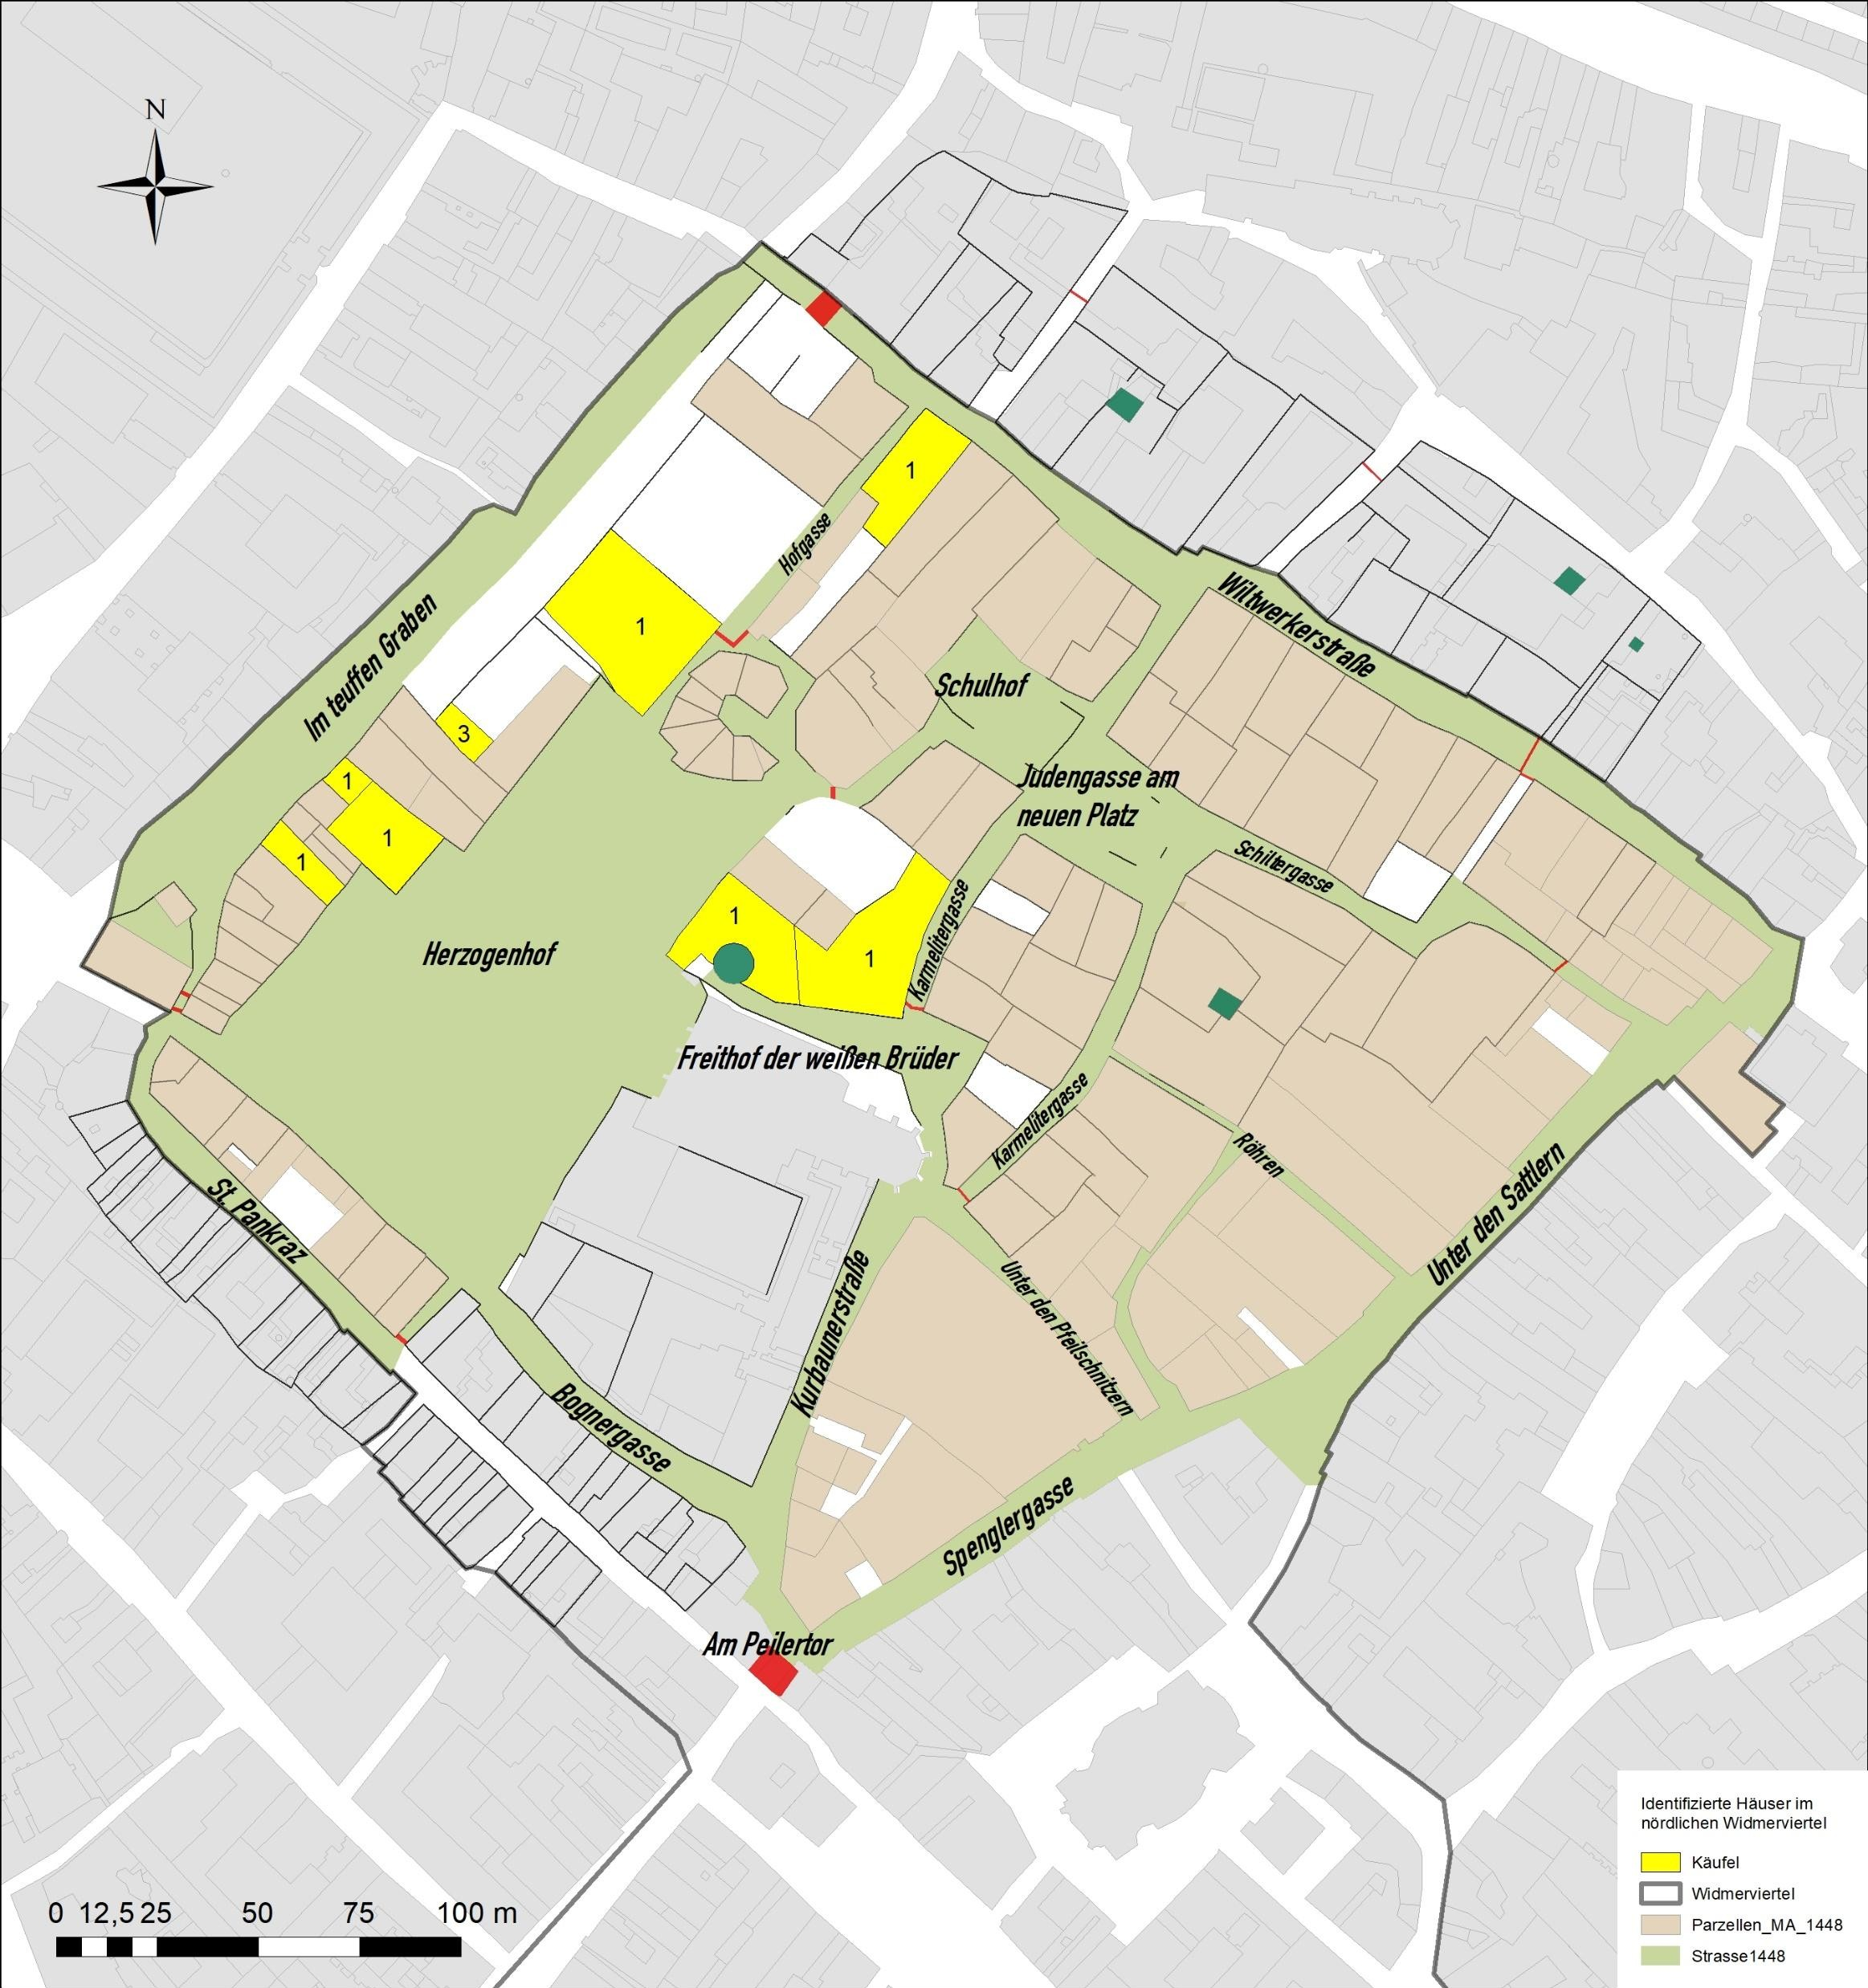 N
1
Hofgasse
1
Wiltwerkerstraße
Im teuffen Graben
Schulhof
3
1
Judengasse am
neuen Platz
1
1
Schiltergasse
1
Karmelitergasse
Herzogenhof
1
Freithof der weißen Brüder
Karmelitergasse
Röhren
St. Pankraz
Unter den Sattlern
Kurbaunerstraße
Unter den Pfeilschnitzern
Bognergasse
Spenglergasse
Am Peilertor
Identifizierte Häuser im
nördlichen Widmerviertel
Käufel
Widmerviertel
Parzellen_MA_1448
Strasse1448
0 12,5 25 50 75 100 m